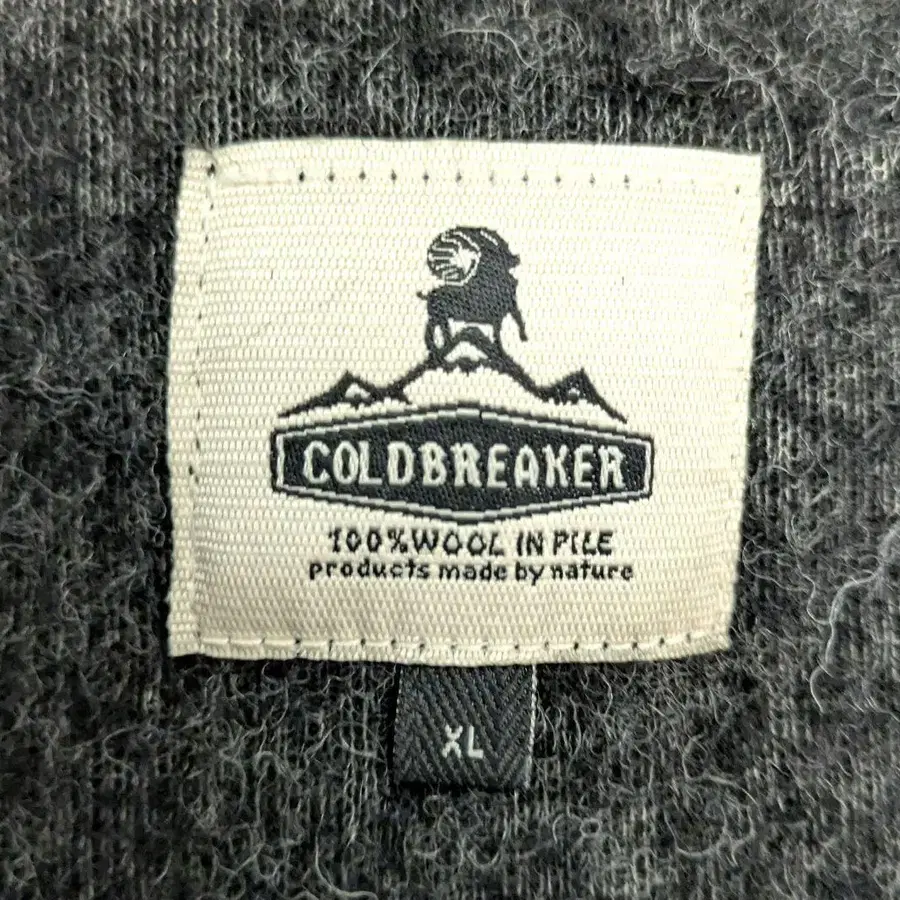 COLDBREAKER
100%WOOL IN PILE
products made by nature
XL